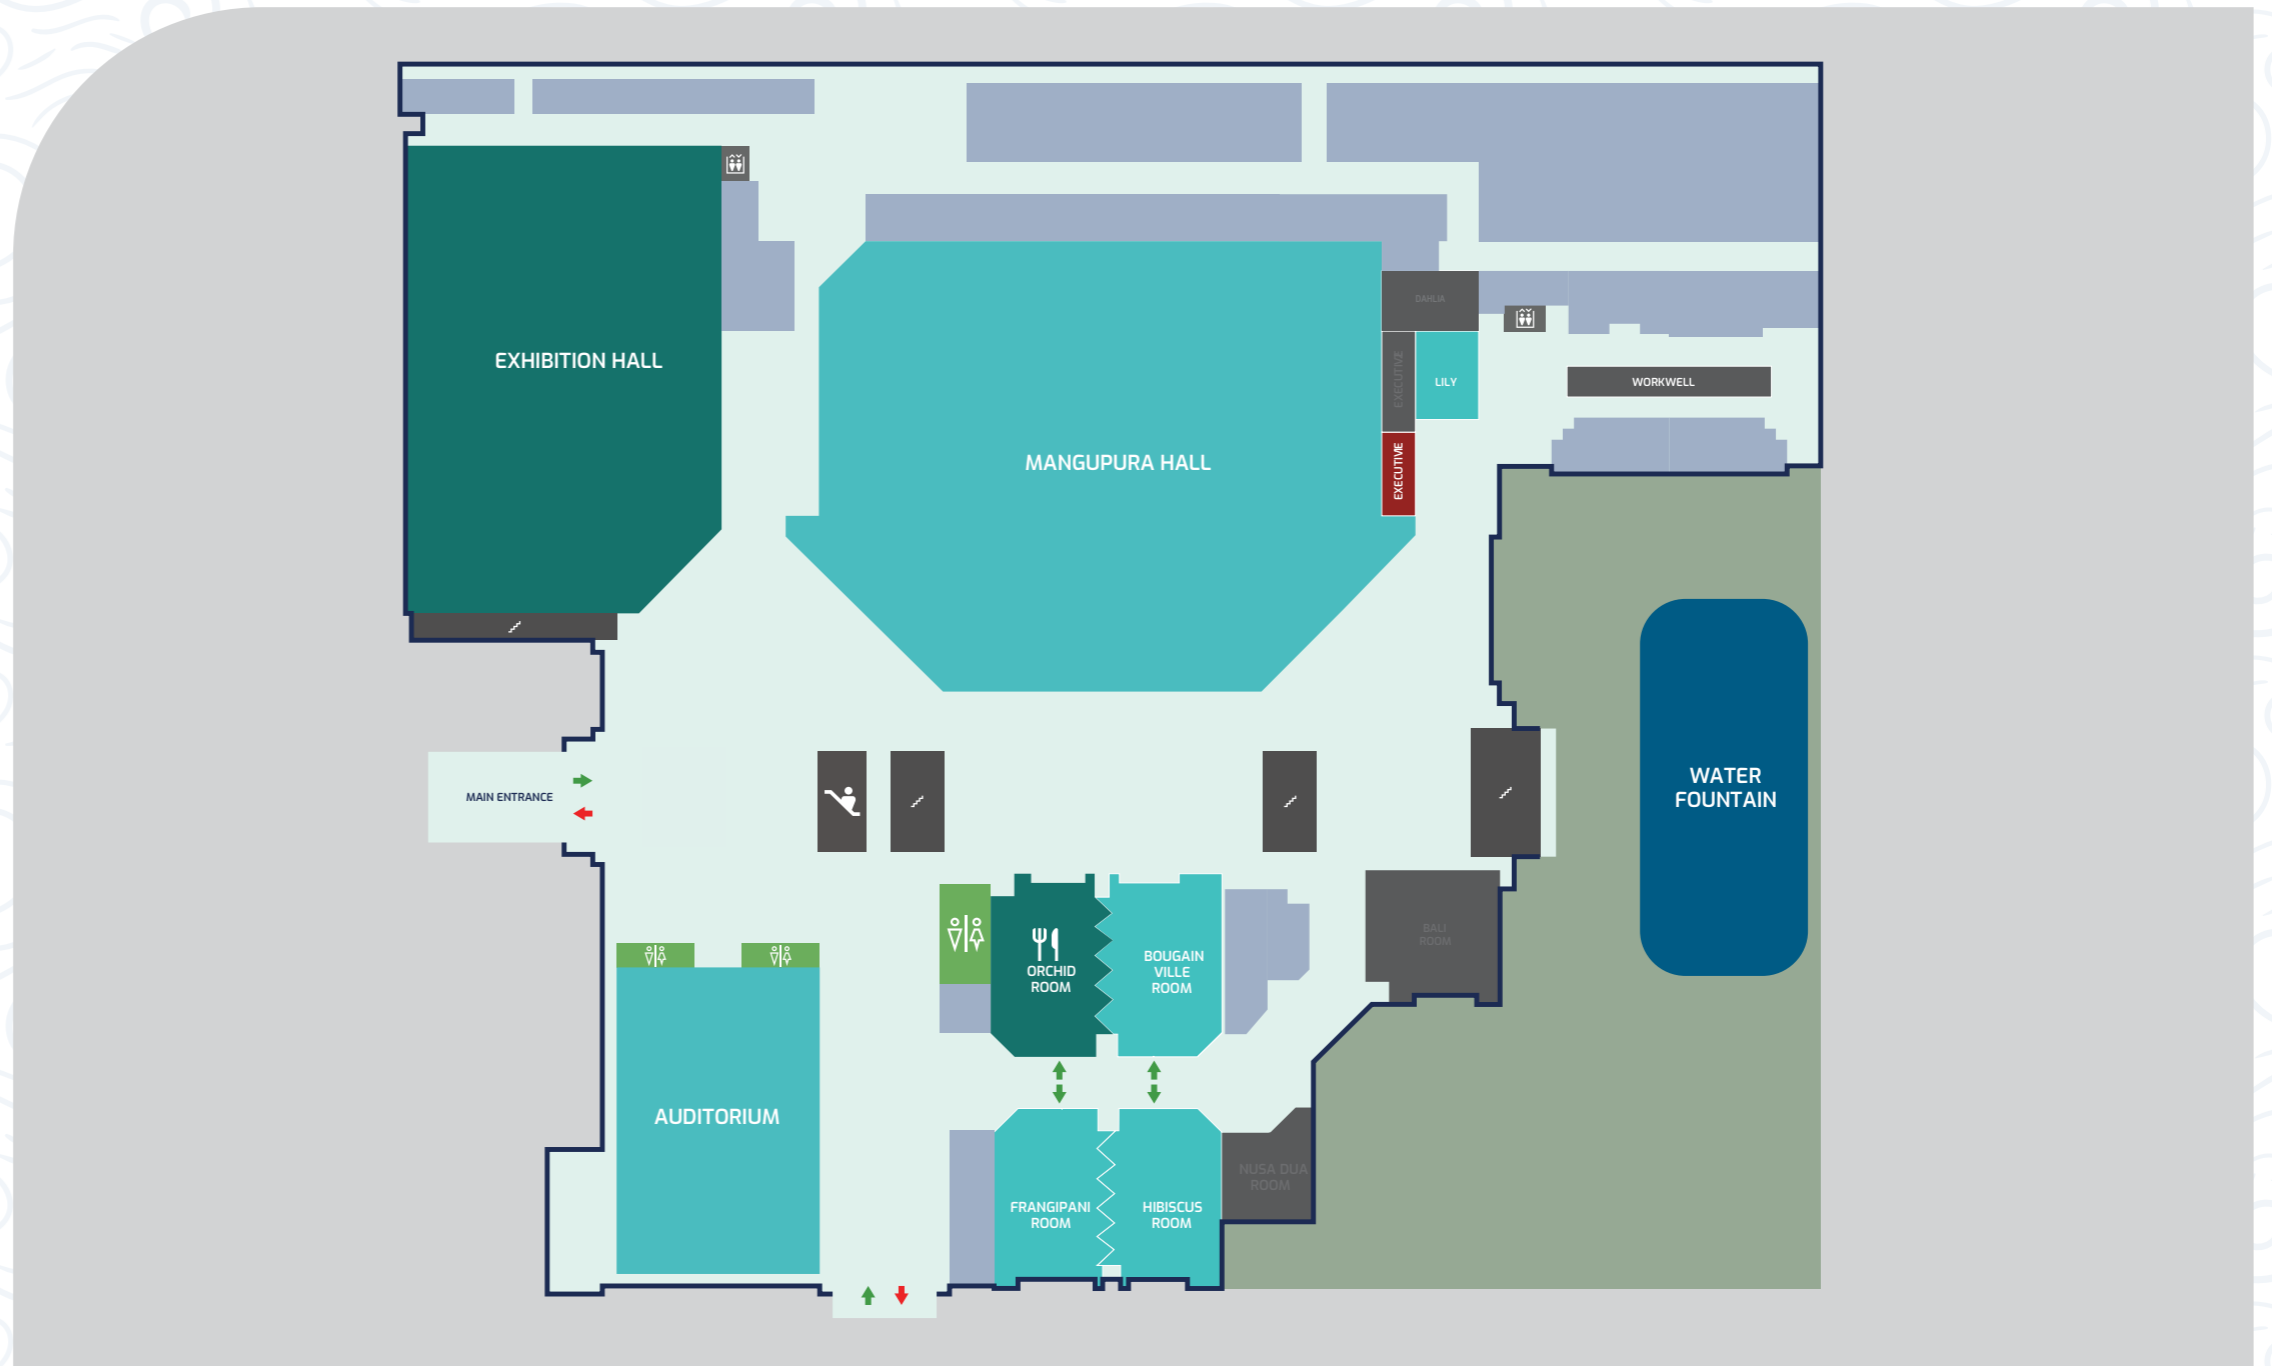 DAHLIA
EXHIBITION HALL
EXECUTIVE
LILY
WORKWELL
MANGUPURA HALL
EXECUTIVE
WATER
FOUNTAIN
MAIN ENTRANCE
BALI
ROOM
ORCHID
ROOM
BOUGAIN
VILLE
ROOM
AUDITORIUM
NUSA DUA
ROOM
FRANGIPANI
ROOM
HIBISCUS
ROOM